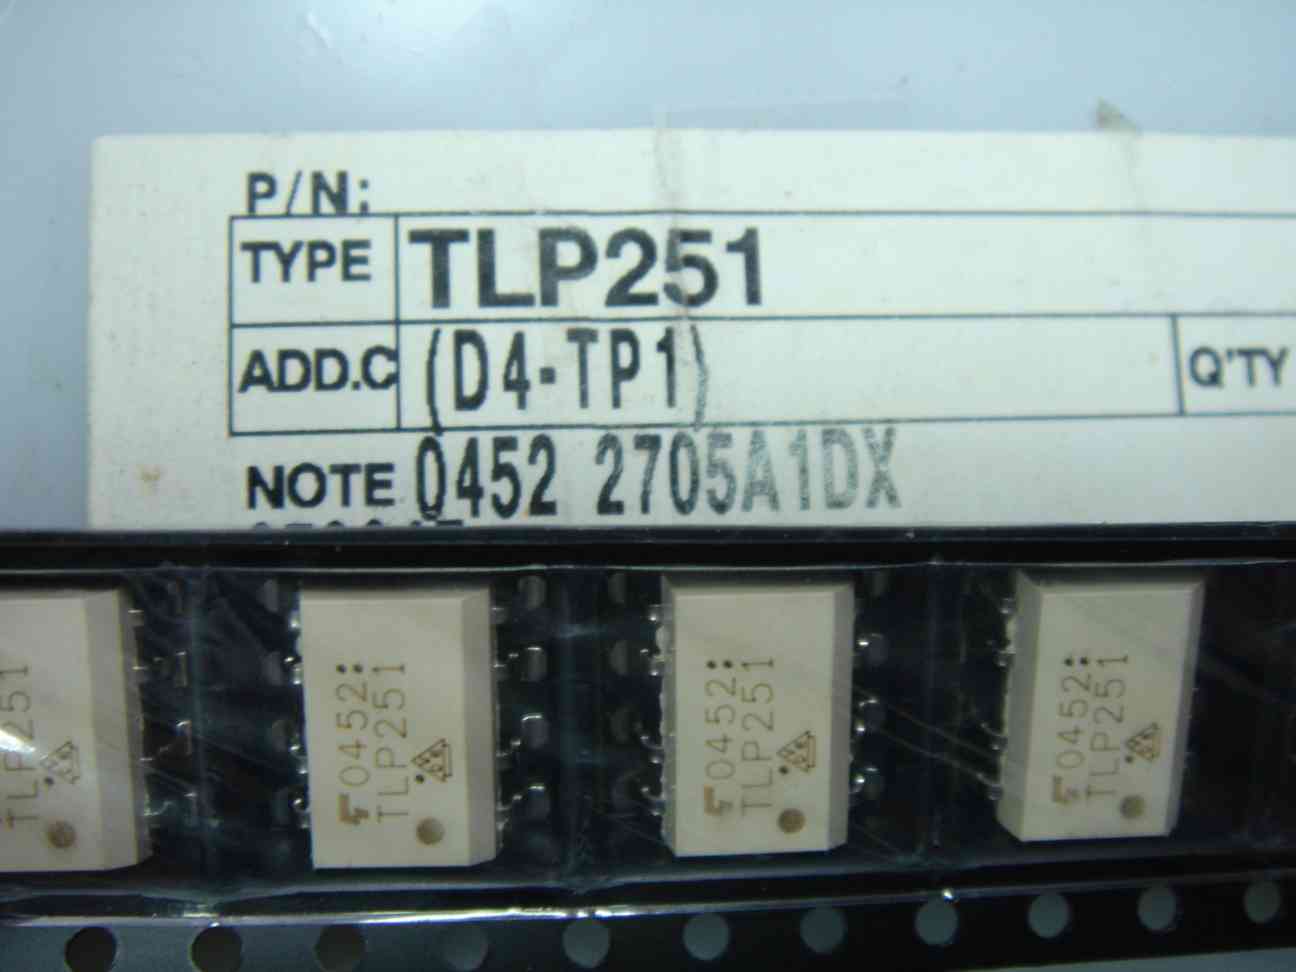 P/N:
TYPE TLP251
ADD.C (D4-TP1) Q'TY
NOTE 0452 2705A1DX
TLP251
0452
TLP251
0452
TLP251
0452
TLP251